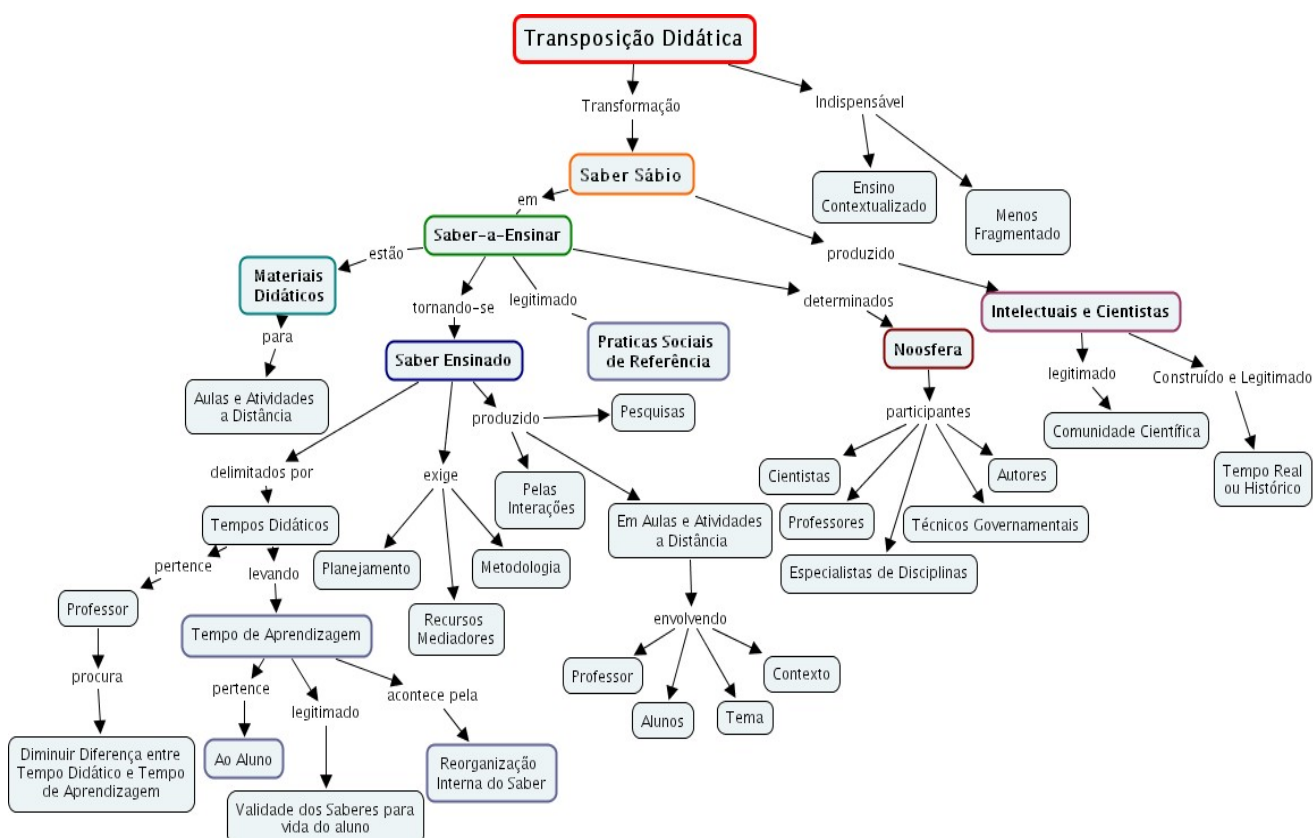 Transposição Didática
Transformação
Indispensável
Saber Sábio
Ensino
Contextualizado
Menos
Fragmentado
em
Saber-a-Ensinar
estão
produzido
Materiais
Didáticos
tornando-se
legitimado
determinados
Intelectuais e Cientistas
para
Saber Ensinado
Praticas Sociais
de Referência
Noosfera
legitimado
Construído e Legitimado
Aulas e Atividades
a Distância
produzido
Pesquisas
participantes
Comunidade Científica
delimitados por
exige
Pelas
Interações
Cientistas
Autores
Tempo Real
ou Histórico
Tempos Didáticos
Em Aulas e Atividades
a Distância
Professores
Técnicos Governamentais
pertence
levando
Planejamento
Metodologia
Especialistas de Disciplinas
Professor
Tempo de Aprendizagem
Recursos
Mediadores
envolvendo
procura
pertence
legitimado
acontece pela
Professor
Alunos
Tema
Contexto
Diminuir Diferença entre
Tempo Didático e Tempo
de Aprendizagem
Ao Aluno
Reorganização
Interna do Saber
Validade dos Saberes para
vida do aluno